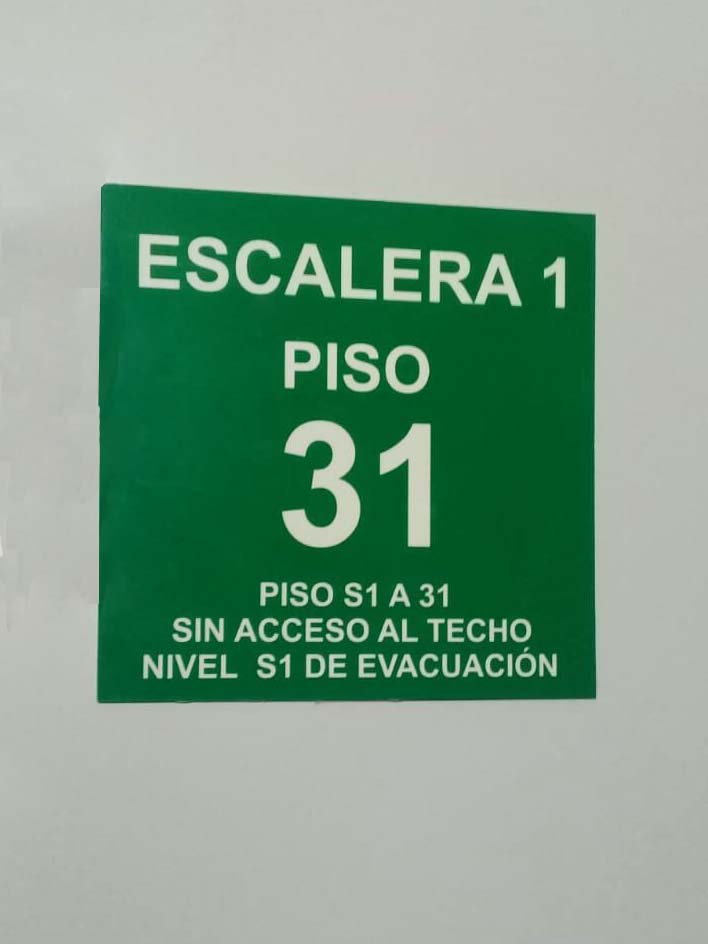 ESCALERA 1
PISO
31
PISO S1 A 31
SIN ACCESO AL TECHO
NIVEL S1 DE EVACUACIÓN